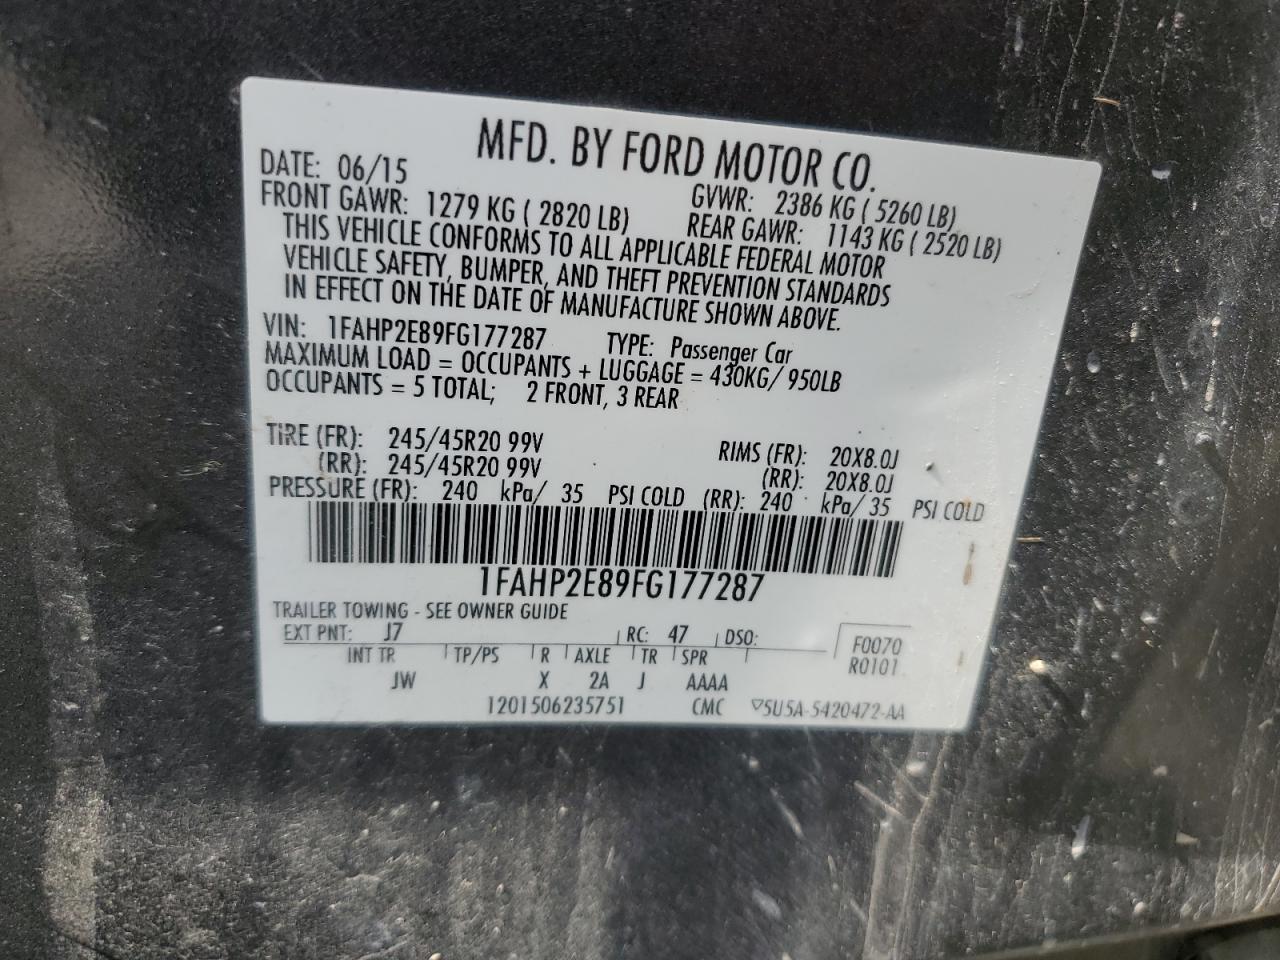 MFD. BY FORD MOTOR CO.
DATE: 06/15 GVWR: 2386 KG ( 5260 LB)
FRONT GAWR: 1279 KG ( 2820 LB) REAR GAWR: 1143 KG ( 2520 LB)
THIS VEHICLE CONFORMS TO ALL APPLICABLE FEDERAL MOTOR
VEHICLE SAFETY, BUMPER, AND THEFT PREVENTION STANDARDS
IN EFFECT ON THE DATE OF MANUFACTURE SHOWN ABOVE.
VIN: 1FAHP2E89FG177287 TYPE: Passenger Car
MAXIMUM LOAD = OCCUPANTS + LUGGAGE = 430KG/ 950LB
OCCUPANTS = 5 TOTAL; 2 FRONT, 3 REAR
TIRE (FR): 245/45R20 99V RIMS (FR): 20X8.0J
(RR): 245/45R20 99V (RR): 20X8.0J
PRESSURE (FR): 240 kPa/ 35 PSI COLD (RR): 240 kPa/ 35 PSI COLD
1FAHP2E89FG177287
TRAILER TOWING - SEE OWNER GUIDE
EXT PNT: J7 RC: 47 DSO: F0070
INT TR TP/PS R AXLE TR SPR R0101
JW X 2A J AAAA
1201506235751 CMC ▽5U5A-5420472-AA